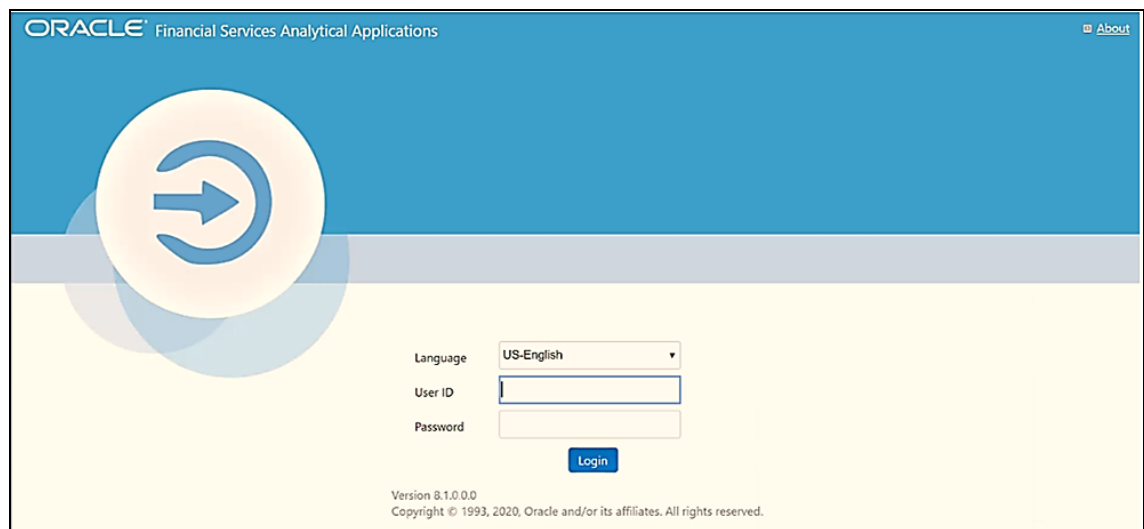 ORACLE Financial Services Analytical Applications
About
Language US-English
User ID
Password
Login
Version 8.1.0.0.0
Copyright © 1993, 2020, Oracle and/or its affiliates. All rights reserved.